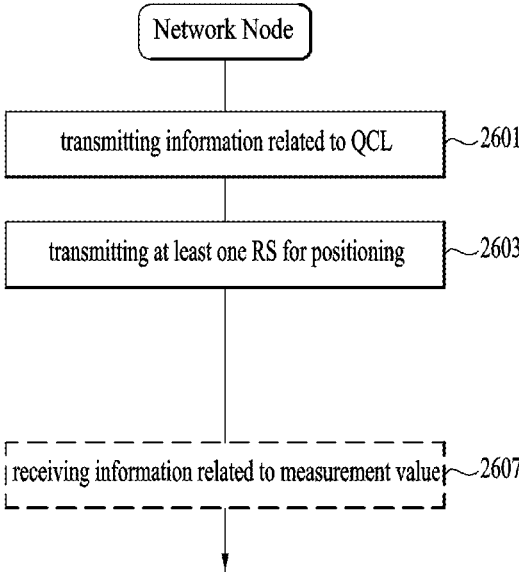 Network Node
transmitting information related to QCL
2601
transmitting at least one RS for positioning
2603
receiving information related to measurement value
2607